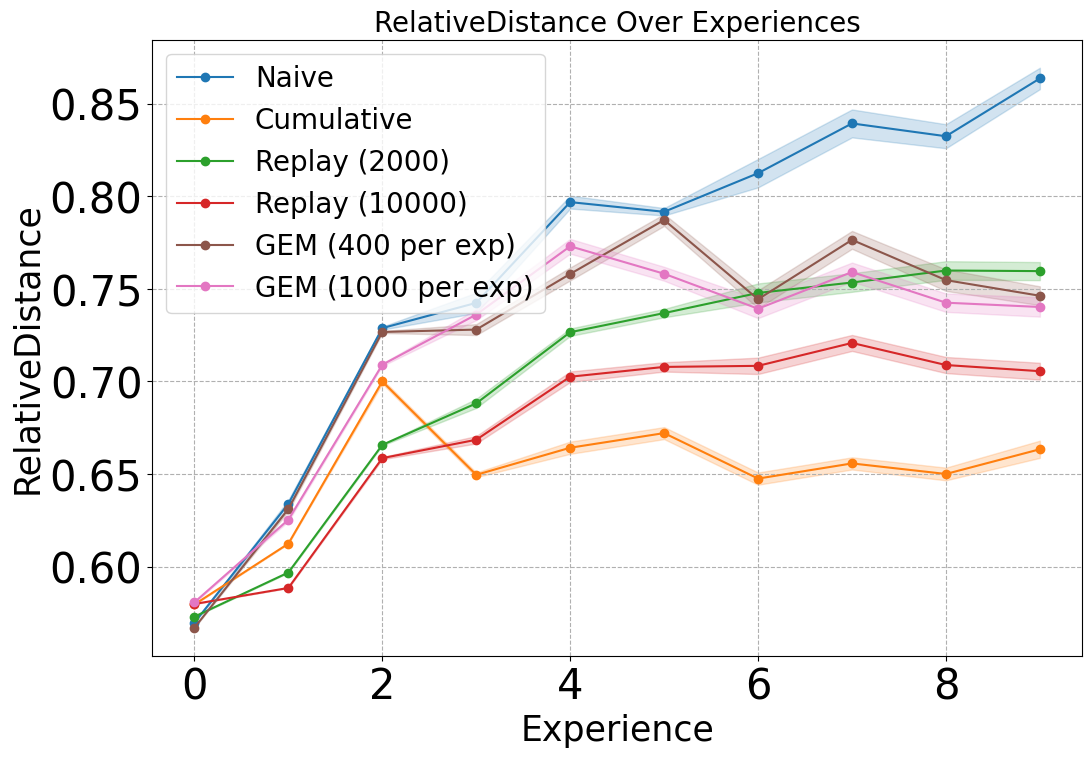 RelativeDistance Over Experiences
Naive
Cumulative
Replay (2000)
Replay (10000)
GEM (400 per exp)
GEM (1000 per exp)
RelativeDistance
0.85
0.80
0.75
0.70
0.65
0.60
0 2 4 6 8
Experience